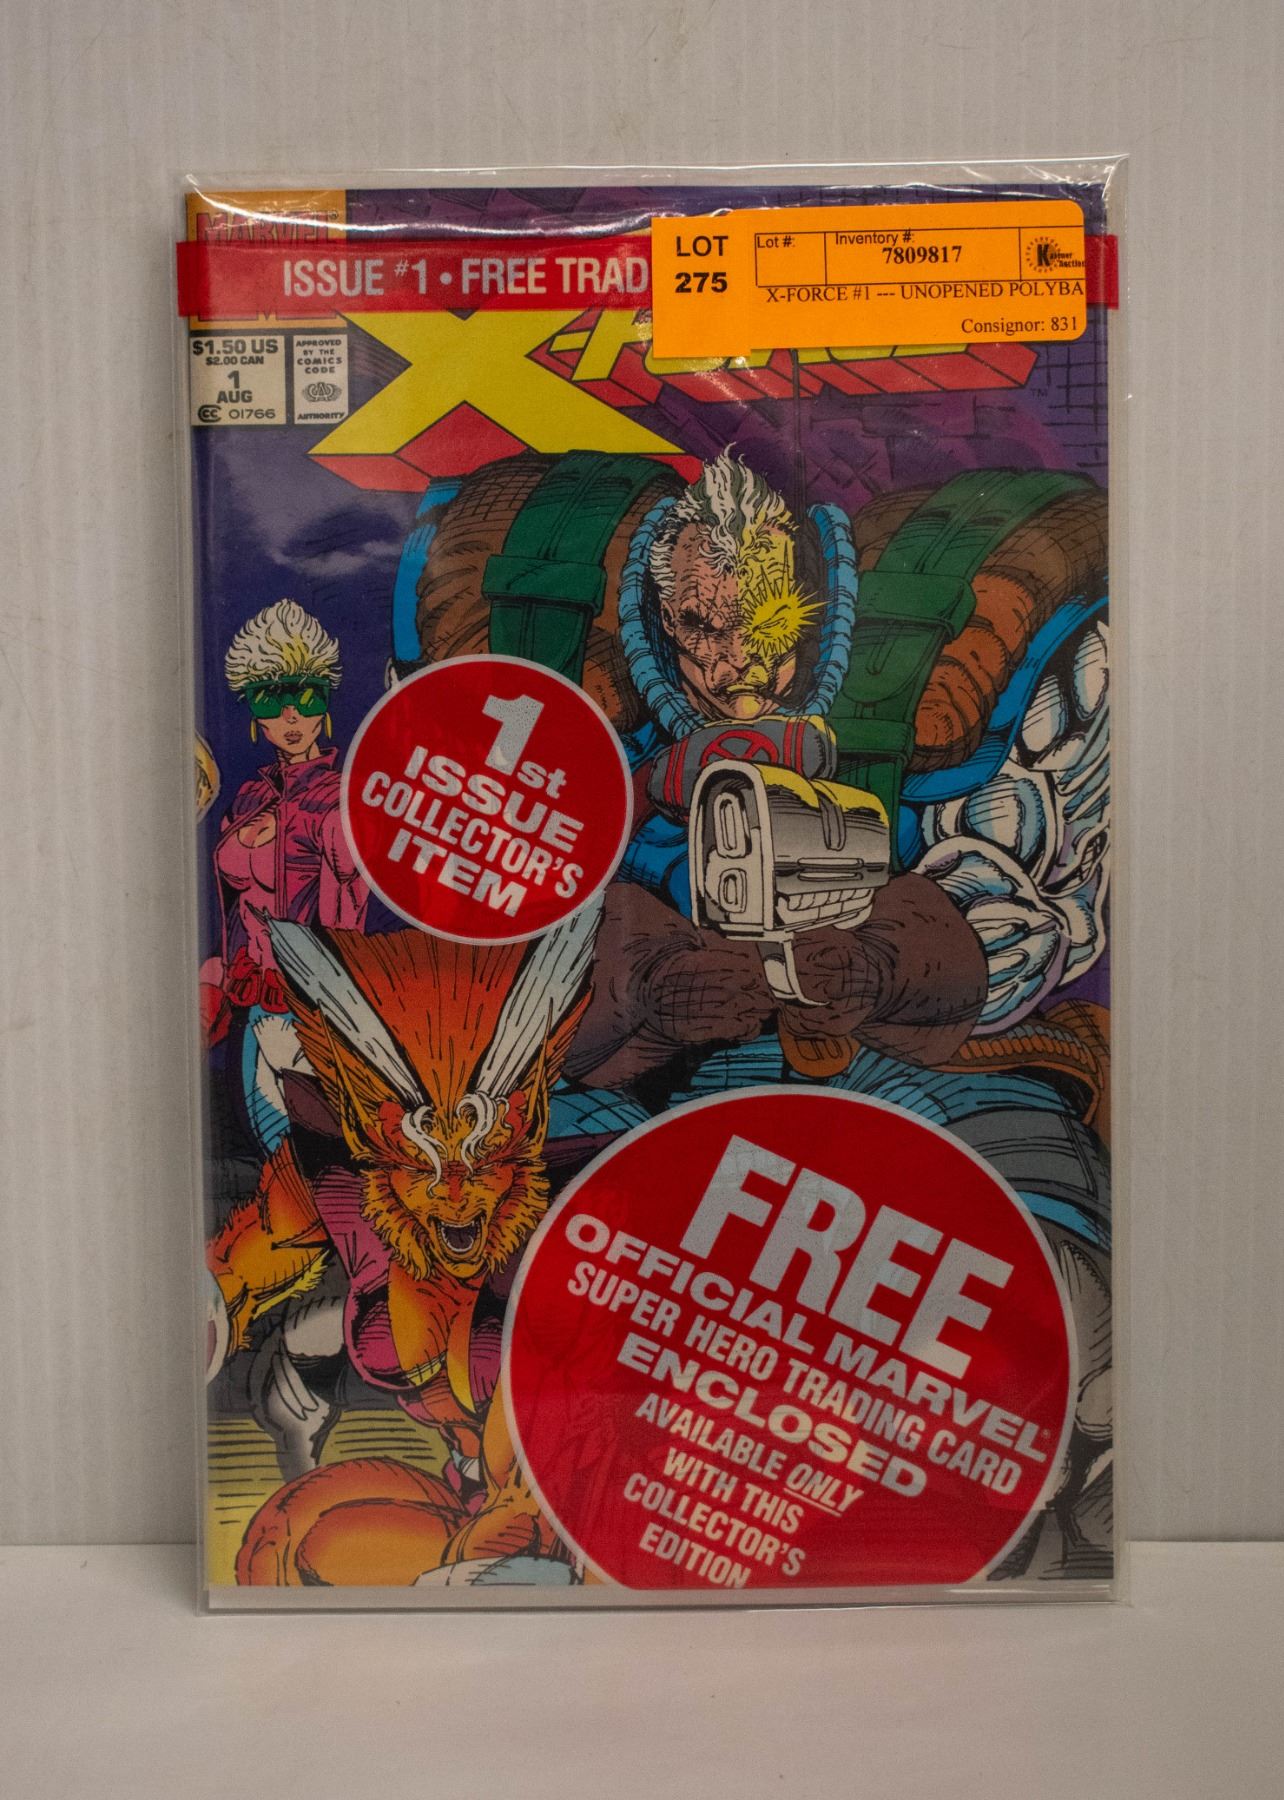 MARVEL
ISSUE #1 • FREE TRAD
LOT
275
Lot #:
Inventory #:
7809817
X-FORCE #1 --- UNOPENED POLYBA
Consignor: 831
$1.50 US
$2.00 CAN
1
AUG
CC 01766
APPROVED
BY THE
COMICS
CODE
AUTHORITY
TM
1st
ISSUE
COLLECTOR'S
ITEM
FREE
OFFICIAL MARVEL®
SUPER HERO TRADING CARD
ENCLOSED
AVAILABLE ONLY
WITH THIS
COLLECTOR'S
EDITION